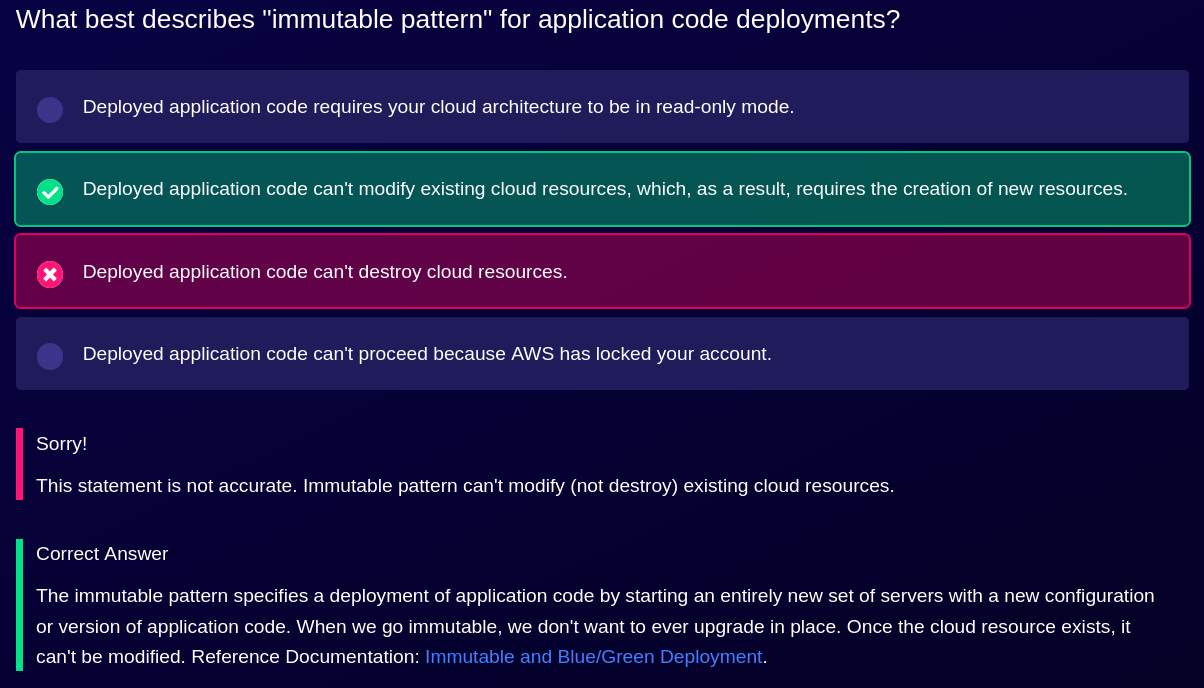 What best describes "immutable pattern" for application code deployments?
Deployed application code requires your cloud architecture to be in read-only mode.
Deployed application code can't modify existing cloud resources, which, as a result, requires the creation of new resources.
Deployed application code can't destroy cloud resources.
Deployed application code can't proceed because AWS has locked your account.
Sorry!
This statement is not accurate. Immutable pattern can't modify (not destroy) existing cloud resources.
Correct Answer
The immutable pattern specifies a deployment of application code by starting an entirely new set of servers with a new configuration
or version of application code. When we go immutable, we don't want to ever upgrade in place. Once the cloud resource exists, it
can't be modified. Reference Documentation: Immutable and Blue/Green Deployment.